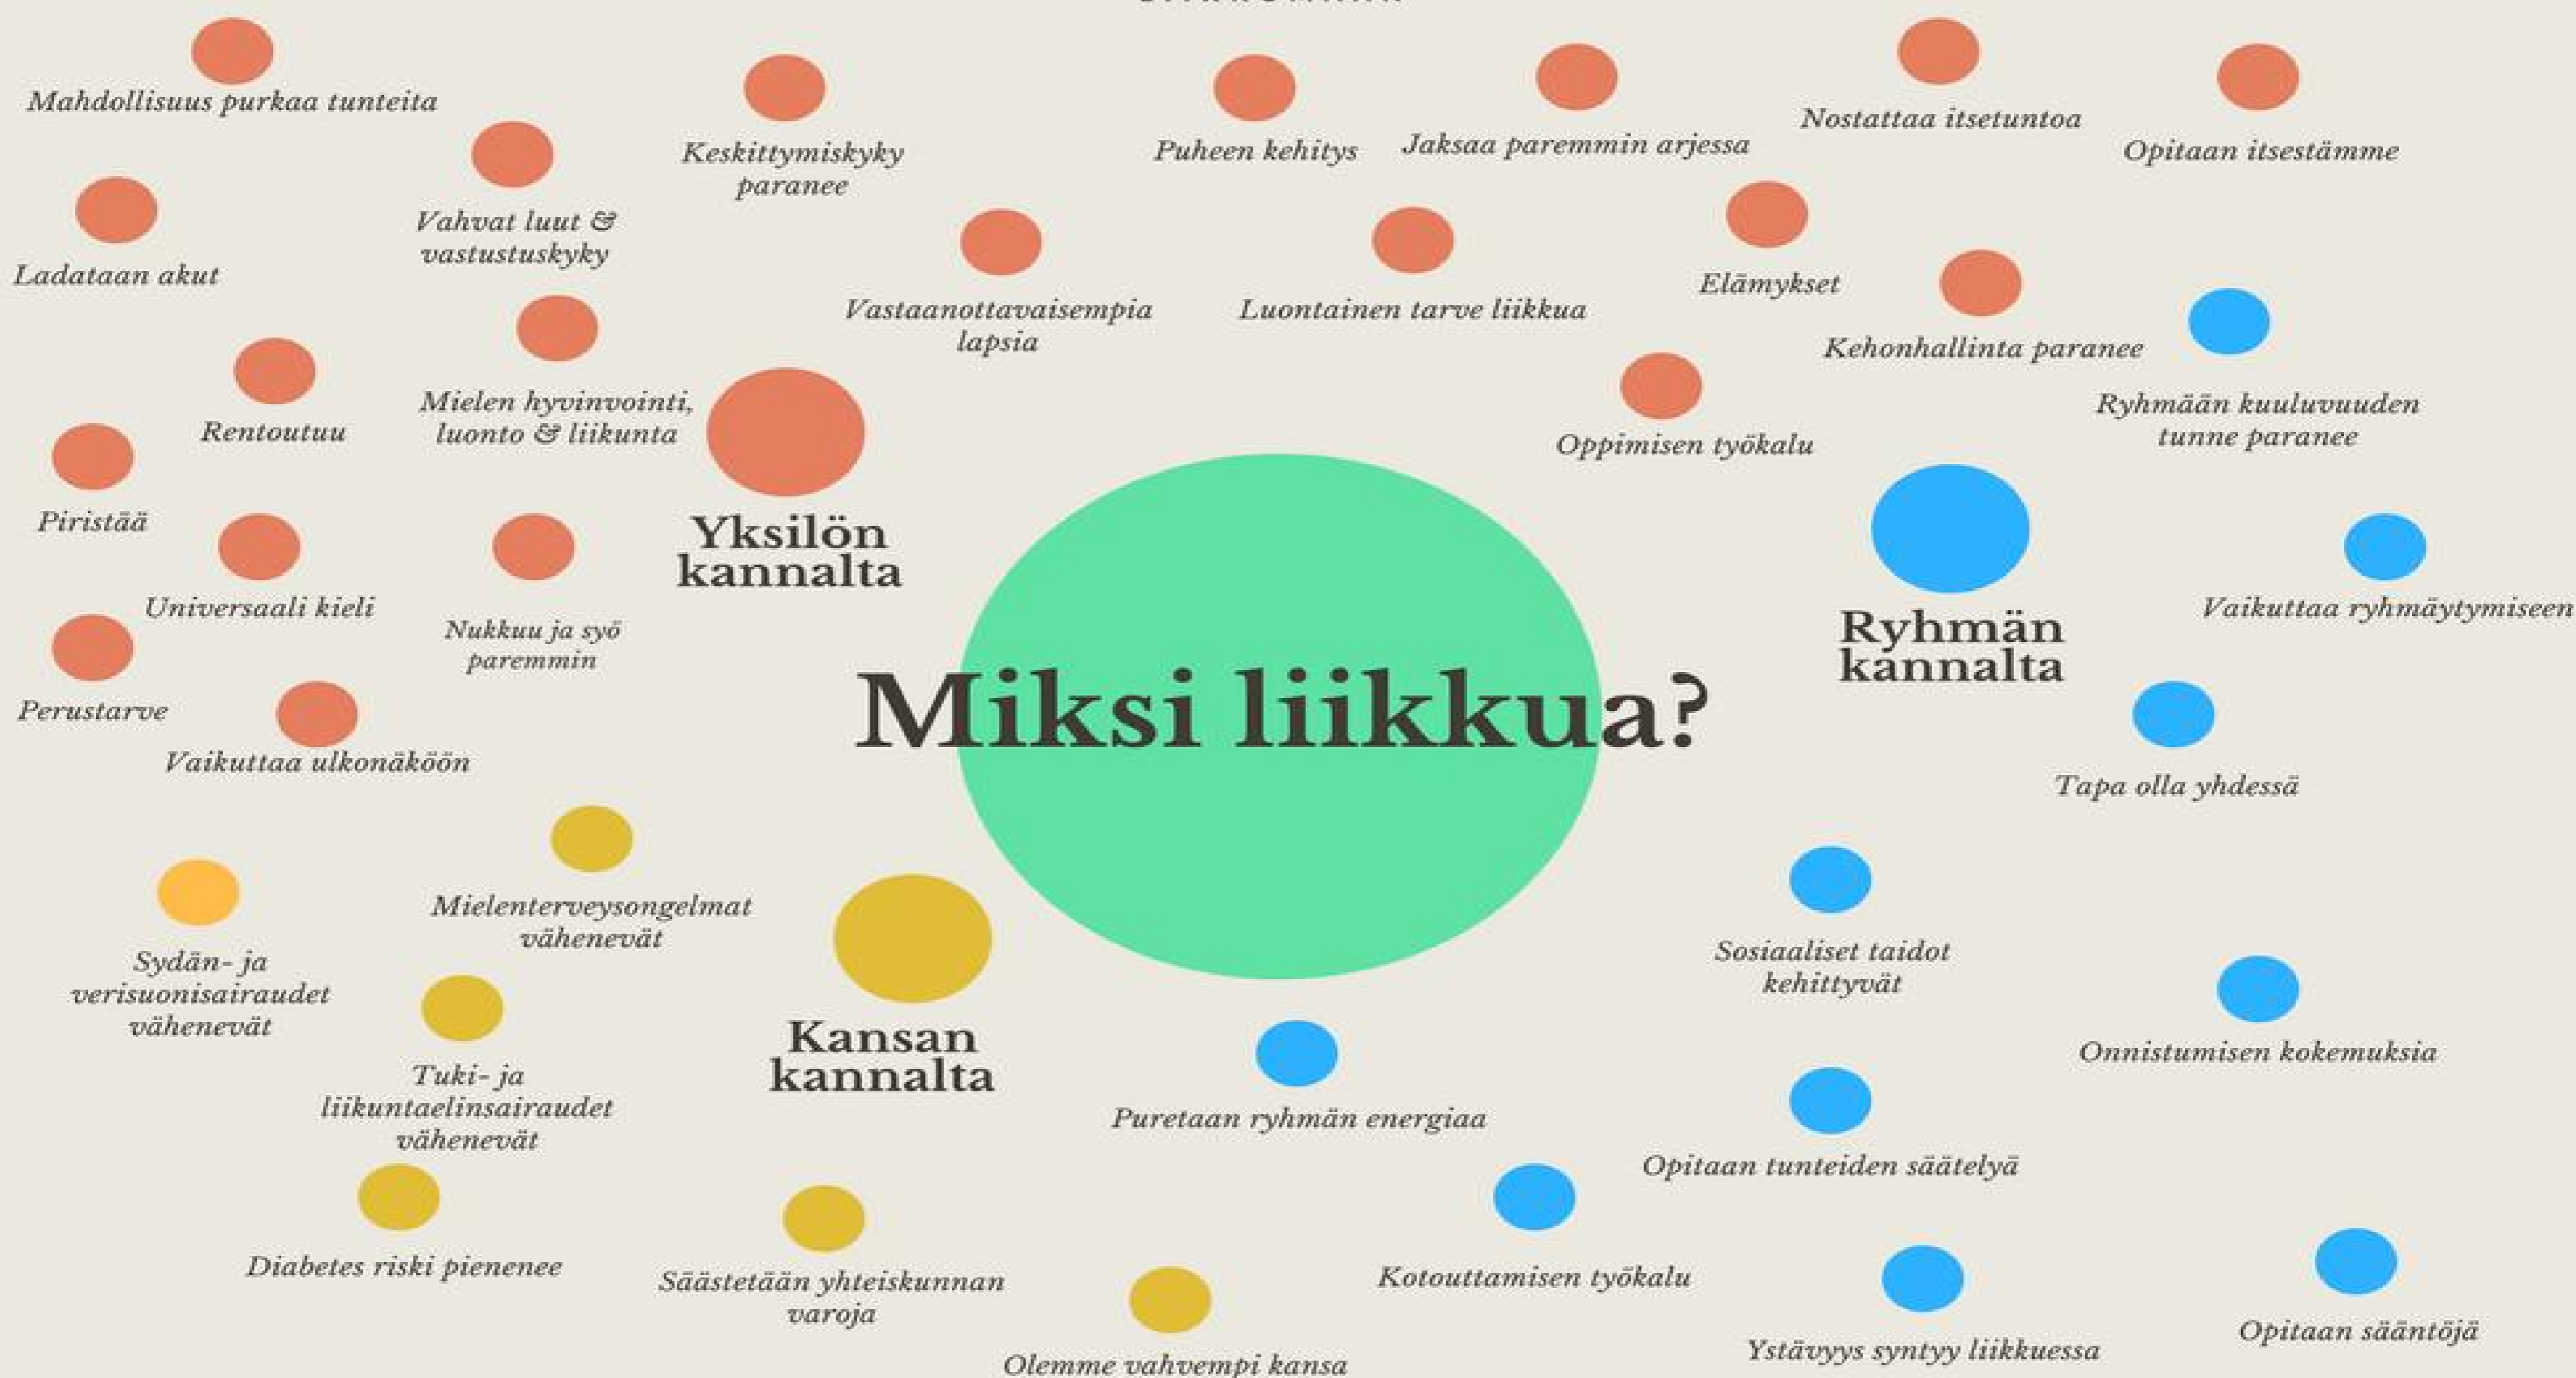 Mahdollisuus purkaa tunteita
Keskittymiskyky
paranee
Puheen kehitys
Jaksaa paremmin arjessa
Nostattaa itsetuntoa
Opitaan itsestämme
Ladataan akut
Vahvat luut &
vastustuskyky
Vastaanottavaisempia
lapsia
Luontainen tarve liikkua
Elämykset
Kehonhallinta paranee
Rentoutuu
Mielen hyvinvointi,
luonto & liikunta
Oppimisen työkalu
Ryhmään kuuluvuuden
tunne paranee
Piristää
Yksilön
kannalta
Universaali kieli
Nukkuu ja syö
paremmin
Ryhmän
kannalta
Vaikuttaa ryhmäytymiseen
Perustarve
Miksi liikkua?
Vaikuttaa ulkonäköön
Tapa olla yhdessä
Mielenterveysongelmat
vähenevät
Sydän- ja
verisuonisairaudet
vähenevät
Sosiaaliset taidot
kehittyvät
Tuki- ja
liikuntaelinsairaudet
vähenevät
Kansan
kannalta
Onnistumisen kokemuksia
Puretaan ryhmän energiaa
Opitaan tunteiden säätelyä
Diabetes riski pienenee
Säästetään yhteiskunnan
varoja
Kotouttamisen työkalu
Olemme vahvempi kansa
Ystävyys syntyy liikkuessa
Opitaan sääntöjä